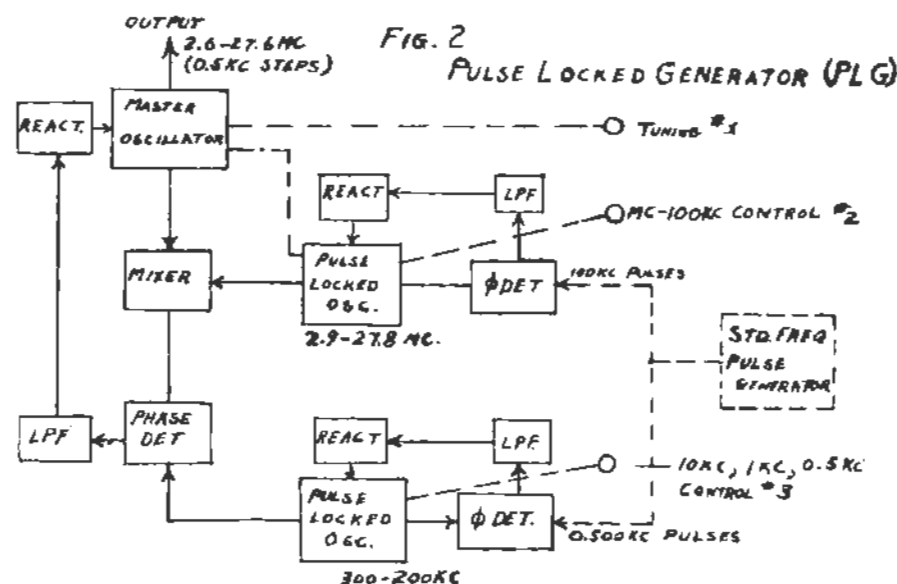 OUTPUT
2.6-27.6 MC
(0.5KC STEPS)
FIG. 2
PULSE LOCKED GENERATOR (PLG)
REACT.
MASTER
OSCILLATOR
TUNING #1
REACT
LPF
MC-100KC CONTROL #2
MIXER
PULSE
LOCKED
OSC.
ϕ DET
100KC PULSES
2.9-27.8 MC.
STD. FREQ
PULSE
GENERATOR
LPF
PHASE
DET
REACT
LPF.
10KC, 1KC, 0.5KC
CONTROL #3
PULSE
LOCKED
OSC.
ϕ DET.
0.500KC PULSES
300-200KC